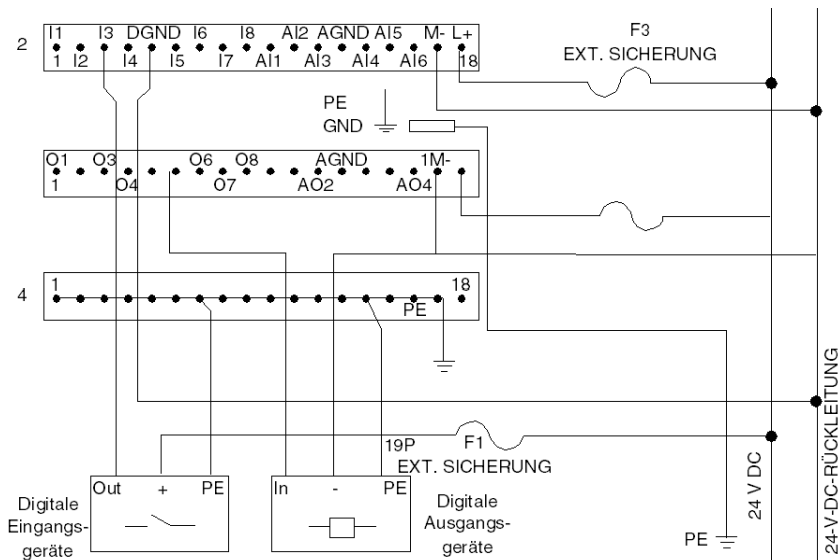 F3
EXT. SICHERUNG
2
I1 I3 DGND I6 I8 AI2 AGND AI5 M- L+
1 I2 I4 I5 I7 AI1 AI3 AI4 AI6 18
PE
GND
O1 O3 O6 O8 AGND 1M-
1 O4 O7 AO2 AO4
4
1 18
PE
19P
F1
EXT. SICHERUNG
Out + PE
In - PE
Digitale
Eingangs-
geräte
Digitale
Ausgangs-
geräte
PE
24 V DC
24-V-DC-RÜCKLEITUNG